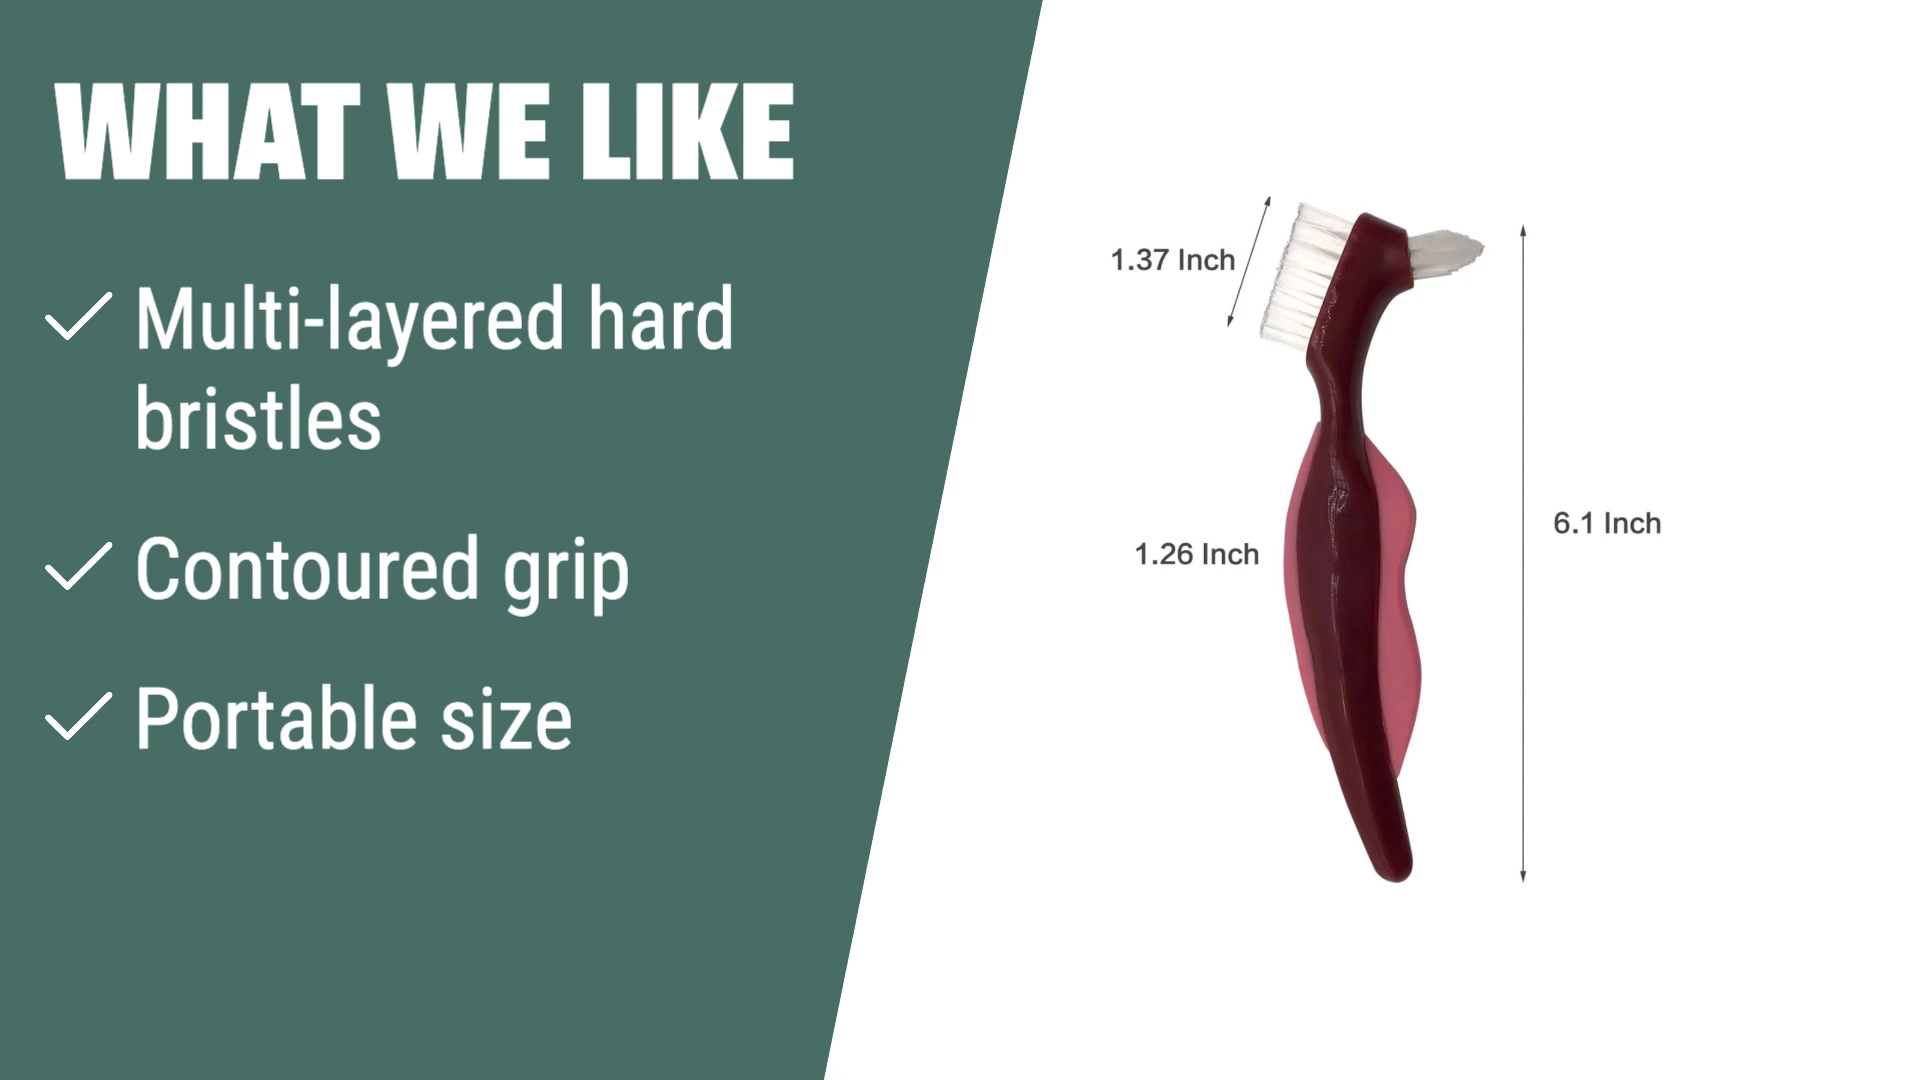 WHAT WE LIKE
Multi-layered hard
bristles
Contoured grip
Portable size
1.37 Inch
1.26 Inch
6.1 Inch